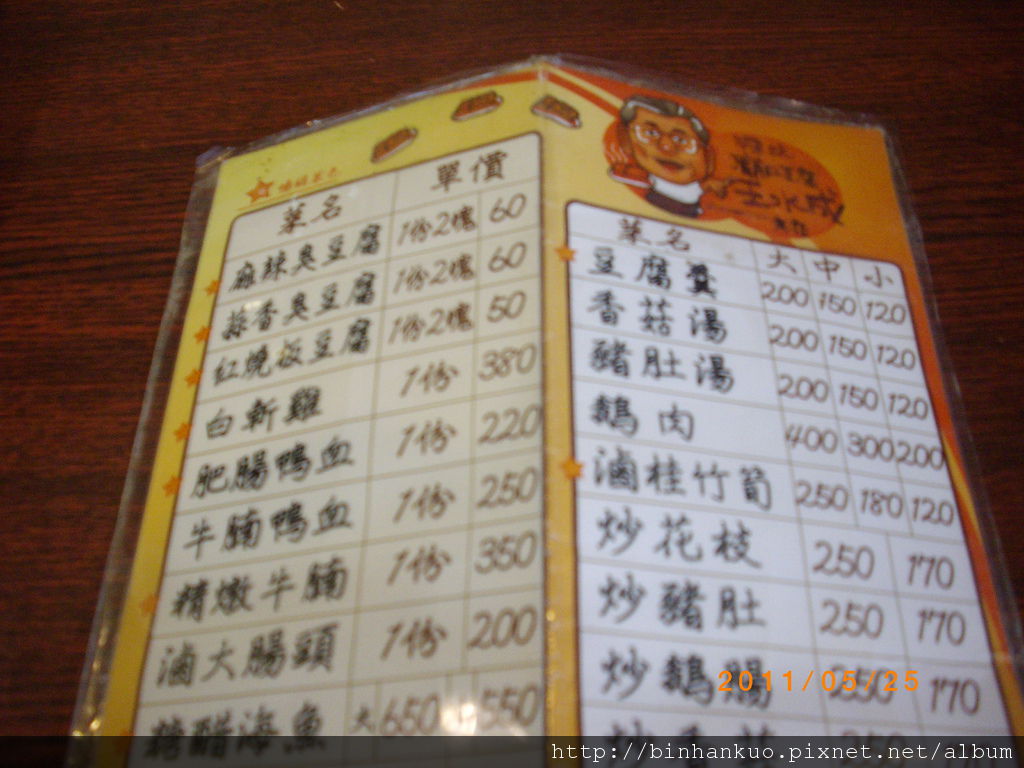 菜名 單價
麻辣臭豆腐 1份2塊 60
蒜香臭豆腐 1份2塊 60
紅燒板豆腐 1份2塊 50
白斬雞 1份 380
肥腸鴨血 1份 220
牛腩鴨血 1份 250
精燉牛腩 1份 350
滷大腸頭 1份 200
糖醋海魚 大650 550
菜名 大 中 小
豆腐羹 200 150 120
香菇湯 200 150 120
豬肚湯 200 150 120
鵝肉 400 300 200
滷桂竹筍 250 180 120
炒花枝 250 170
炒豬肚 250 170
炒鵝腸 250 170
2011/05/25
http://binhankuo.pixnet.net/album